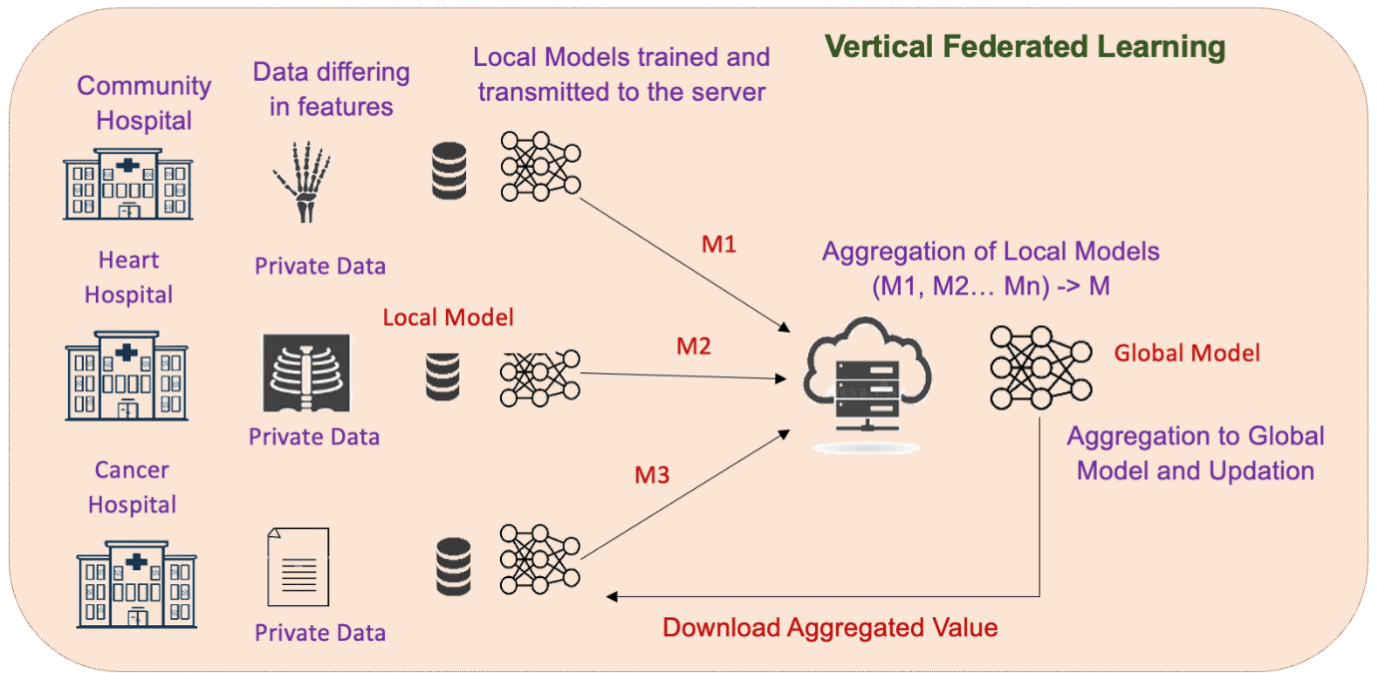 Vertical Federated Learning
Community
Hospital
Data differing
in features
Local Models trained and
transmitted to the server
Private Data
M1
Heart
Hospital
Local Model
Private Data
M2
Aggregation of Local Models
(M1, M2... Mn) -> M
Global Model
Aggregation to Global
Model and Updation
Cancer
Hospital
M3
Private Data
Download Aggregated Value